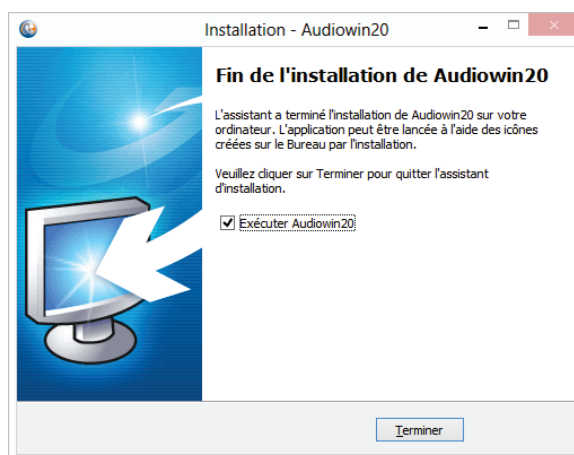 Installation - Audiowin20
Fin de l'installation de Audiowin20
L'assistant a terminé l'installation de Audiowin20 sur votre
ordinateur. L'application peut être lancée à l'aide des icônes
créées sur le Bureau par l'installation.
Veuillez cliquer sur Terminer pour quitter l'assistant
d'installation.
Exécuter Audiowin20
Terminer